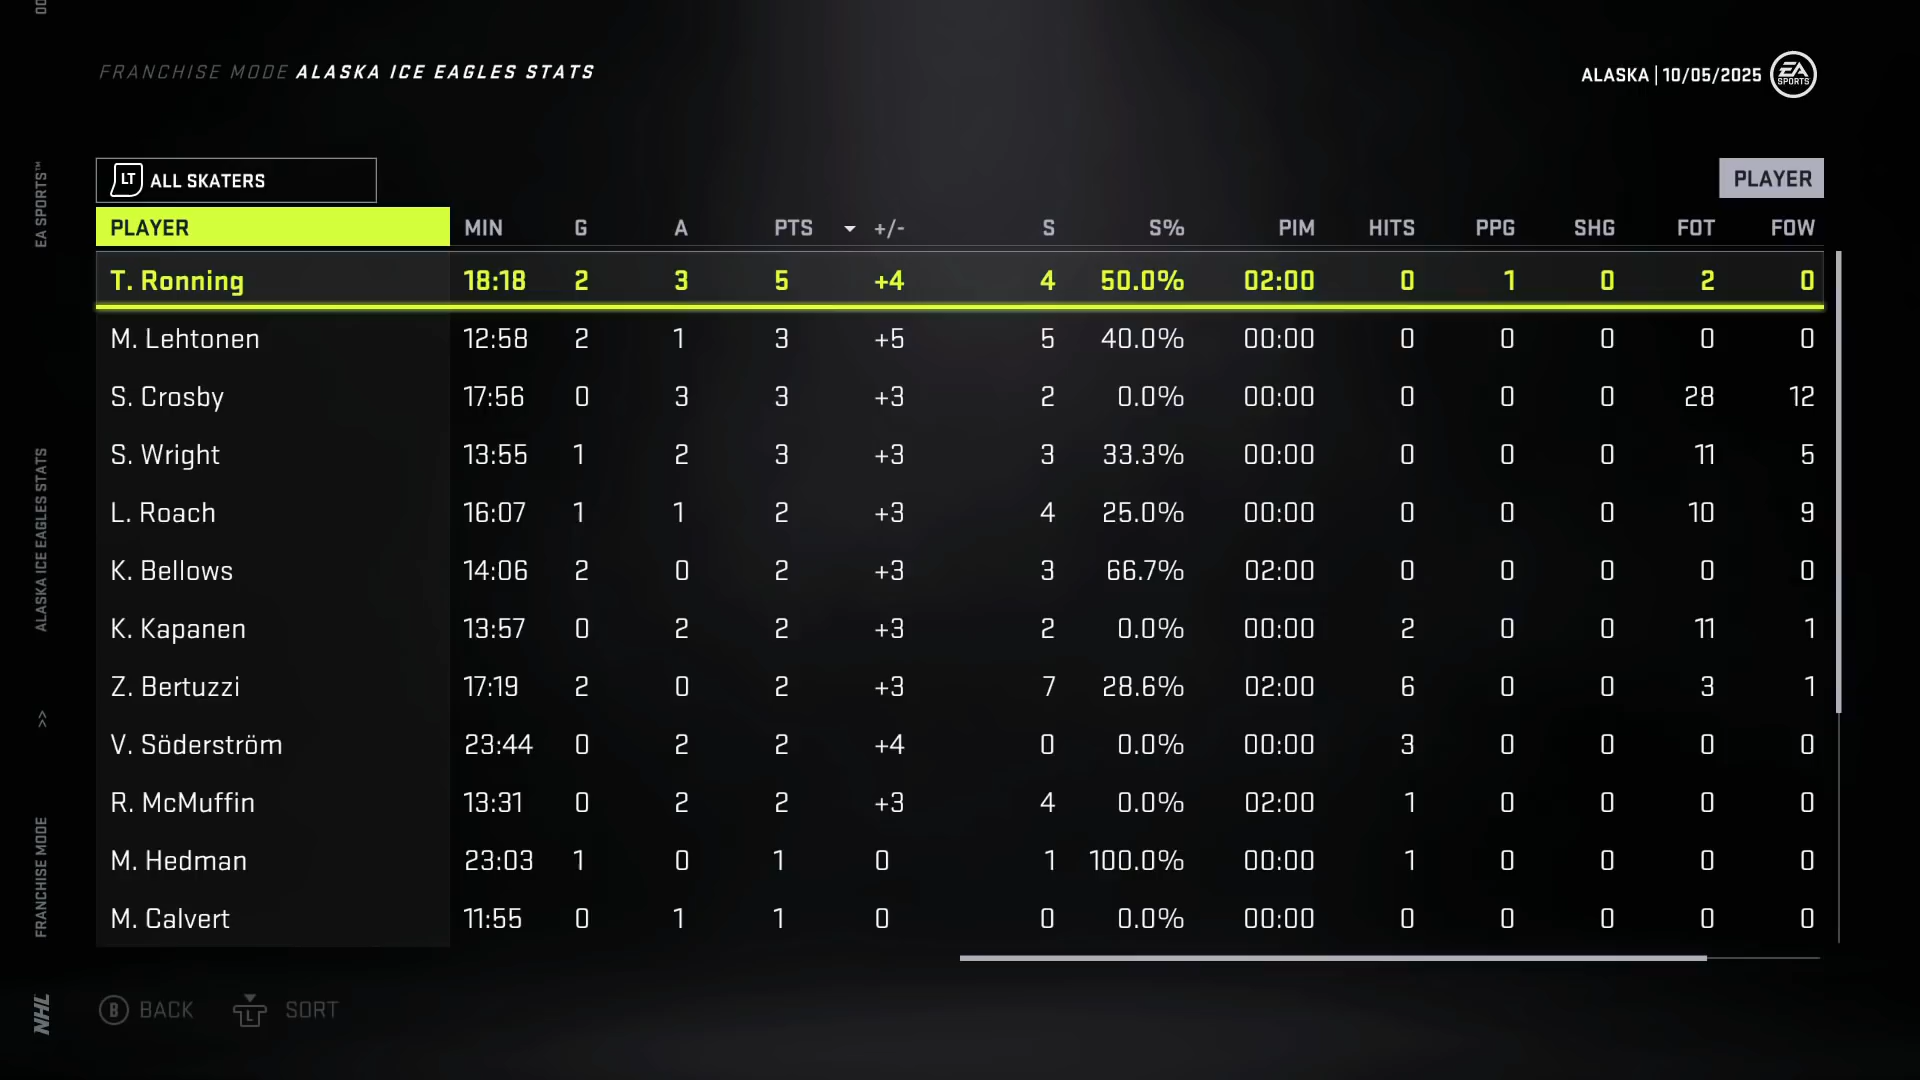 FRANCHISE MODE ALASKA ICE EAGLES STATS
ALASKA | 10/05/2025 EA SPORTS
LT ALL SKATERS
PLAYER
PLAYER MIN G A PTS +/- S S% PIM HITS PPG SHG FOT FOW
T. Ronning 18:18 2 3 5 +4 4 50.0% 02:00 0 1 0 2 0
M. Lehtonen 12:58 2 1 3 +5 5 40.0% 00:00 0 0 0 0 0
S. Crosby 17:56 0 3 3 +3 2 0.0% 00:00 0 0 0 28 12
S. Wright 13:55 1 2 3 +3 3 33.3% 00:00 0 0 0 11 5
L. Roach 16:07 1 1 2 +3 4 25.0% 00:00 0 0 0 10 9
K. Bellows 14:06 2 0 2 +3 3 66.7% 02:00 0 0 0 0 0
K. Kapanen 13:57 0 2 2 +3 2 0.0% 00:00 2 0 0 11 1
Z. Bertuzzi 17:19 2 0 2 +3 7 28.6% 02:00 6 0 0 3 1
V. Söderström 23:44 0 2 2 +4 0 0.0% 00:00 3 0 0 0 0
R. McMuffin 13:31 0 2 2 +3 4 0.0% 02:00 1 0 0 0 0
M. Hedman 23:03 1 0 1 0 1 100.0% 00:00 1 0 0 0 0
M. Calvert 11:55 0 1 1 0 0 0.0% 00:00 0 0 0 0 0
B BACK L SORT
NHL FRANCHISE MODE >> ALASKA ICE EAGLES STATS EA SPORTS™